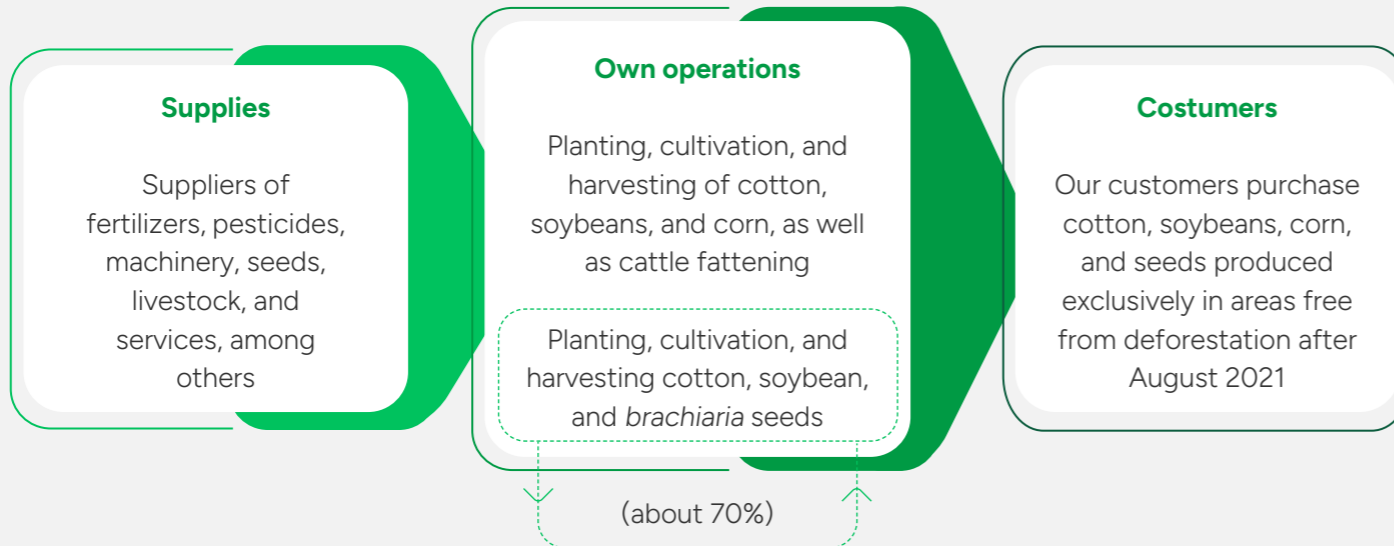 Supplies
Suppliers of
fertilizers, pesticides,
machinery, seeds,
livestock, and
services, among
others
Own operations
Planting, cultivation, and
harvesting of cotton,
soybeans, and corn, as well
as cattle fattening
Planting, cultivation, and
harvesting cotton, soybean,
and brachiaria seeds
(about 70%)
Costumers
Our customers purchase
cotton, soybeans, corn,
and seeds produced
exclusively in areas free
from deforestation after
August 2021